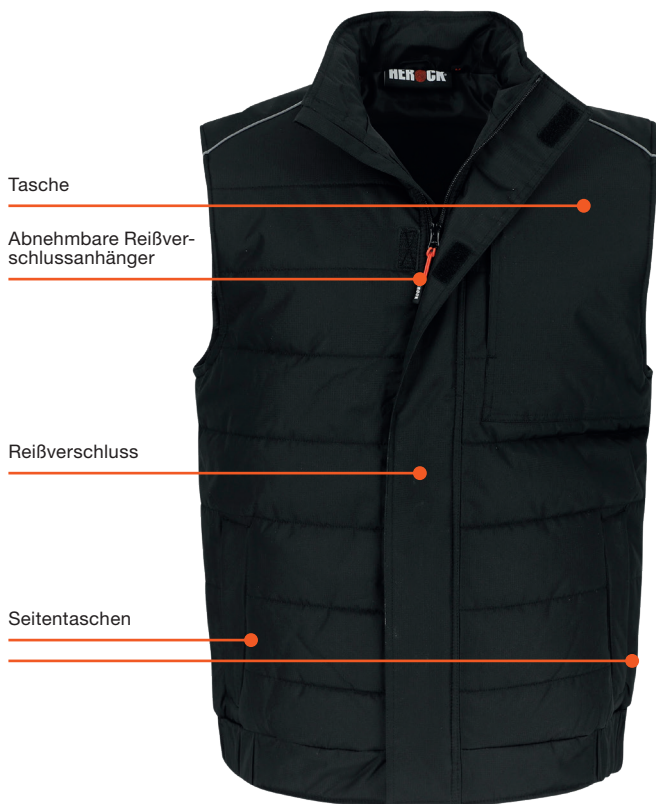 HEROCK
Tasche
Abnehmbare Reißver-
schlussanhänger
Reißverschluss
Seitentaschen